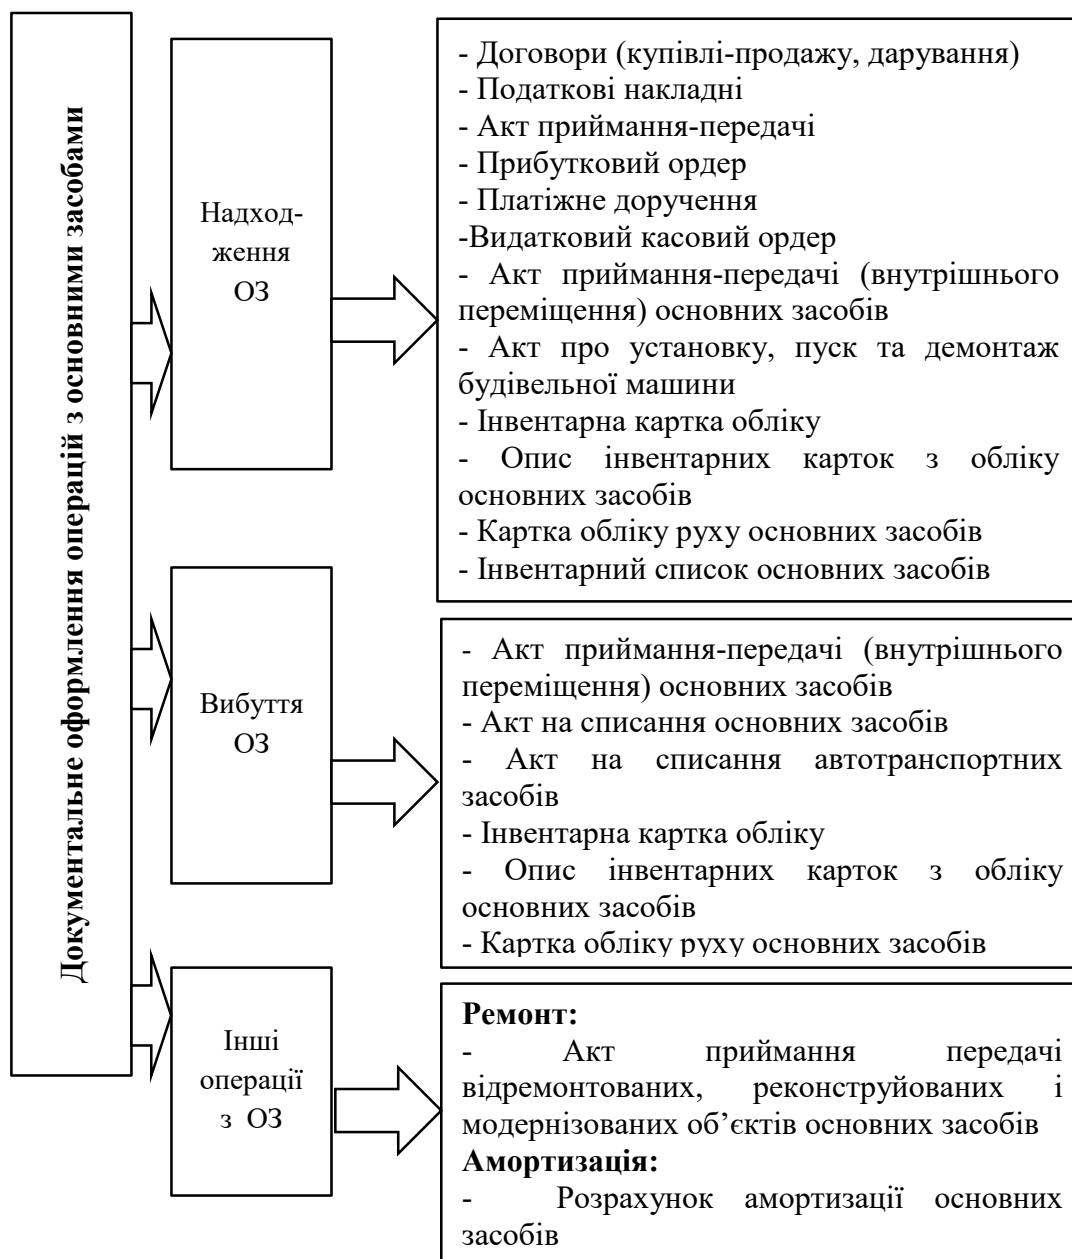 Документальне оформлення операцій з основними засобами
Надход-
ження
ОЗ
- Договори (купівлі-продажу, дарування)
- Податкові накладні
- Акт приймання-передачі
- Прибутковий ордер
- Платіжне доручення
-Видатковий касовий ордер
- Акт приймання-передачі (внутрішнього
переміщення) основних засобів
- Акт про установку, пуск та демонтаж
будівельної машини
- Інвентарна картка обліку
- Опис інвентарних карток з обліку
основних засобів
- Картка обліку руху основних засобів
- Інвентарний список основних засобів
Вибуття
ОЗ
- Акт приймання-передачі (внутрішнього
переміщення) основних засобів
- Акт на списання основних засобів
- Акт на списання автотранспортних
засобів
- Інвентарна картка обліку
- Опис інвентарних карток з обліку
основних засобів
- Картка обліку руху основних засобів
Інші
операції
з ОЗ
Ремонт:
- Акт приймання передачі
відремонтованих, реконструйованих і
модернізованих об’єктів основних засобів
Амортизація:
- Розрахунок амортизації основних
засобів